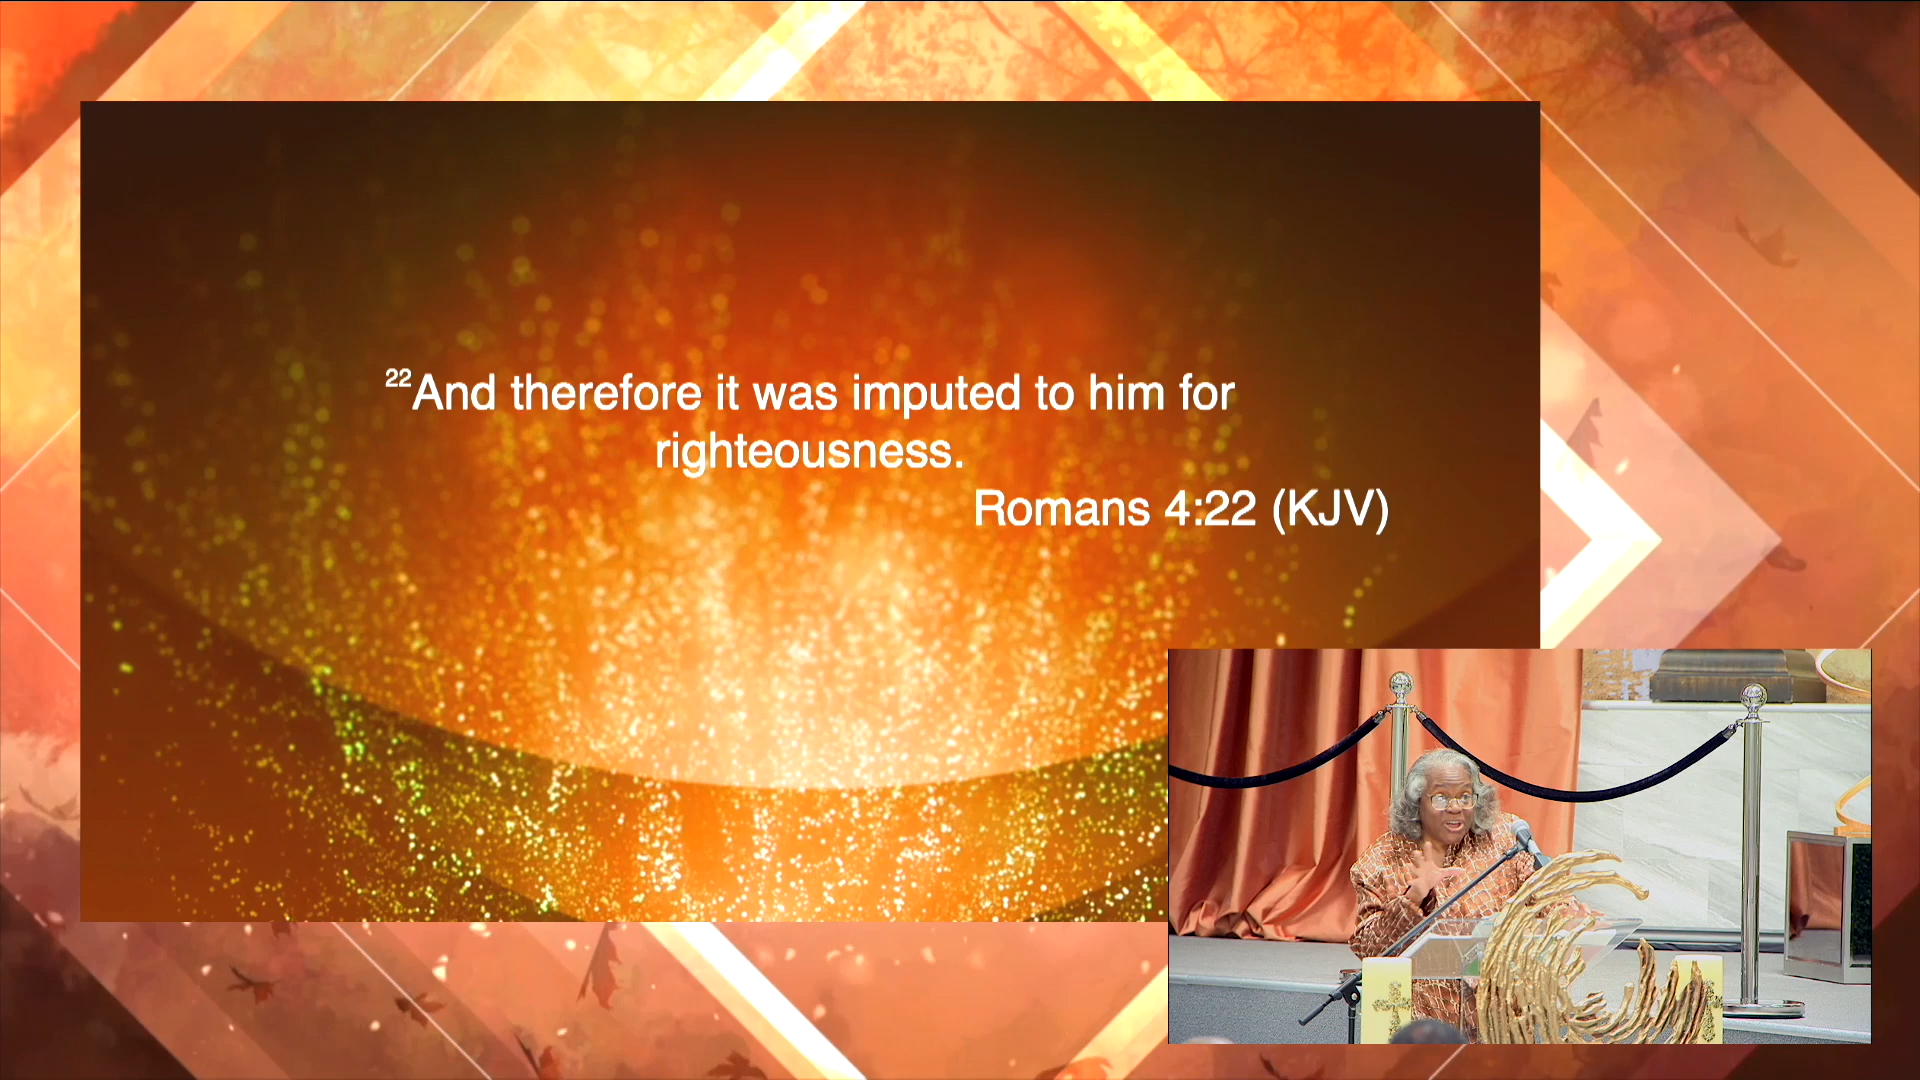 22And therefore it was imputed to him for
righteousness.
Romans 4:22 (KJV)